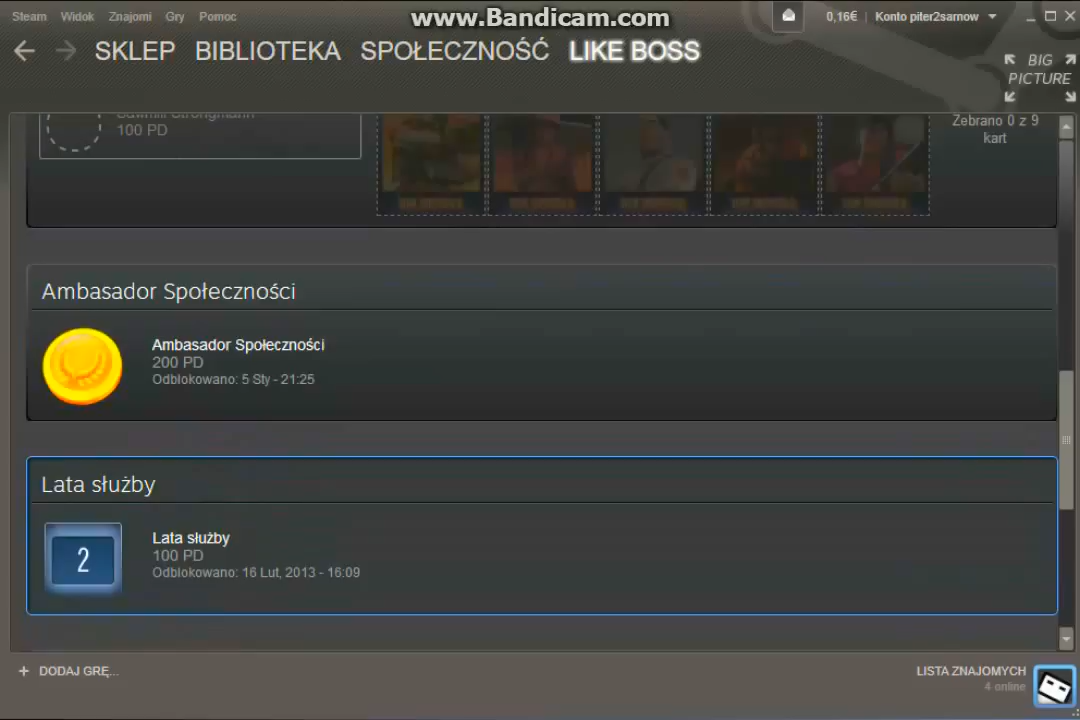 www.Bandicam.com
Steam Widok Znajomi Gry Pomoc
0,16€ Konto piter2sarnow
SKLEP BIBLIOTEKA SPOŁECZNOŚĆ LIKE BOSS
BIG PICTURE
Sawmill Strongmann
100 PD
Zebrano 0 z 9
kart
Ambasador Społeczności
Ambasador Społeczności
200 PD
Odblokowano: 5 Sty - 21:25
Lata służby
2
Lata służby
100 PD
Odblokowano: 16 Lut, 2013 - 16:09
+ DODAJ GRĘ...
LISTA ZNAJOMYCH
4 online